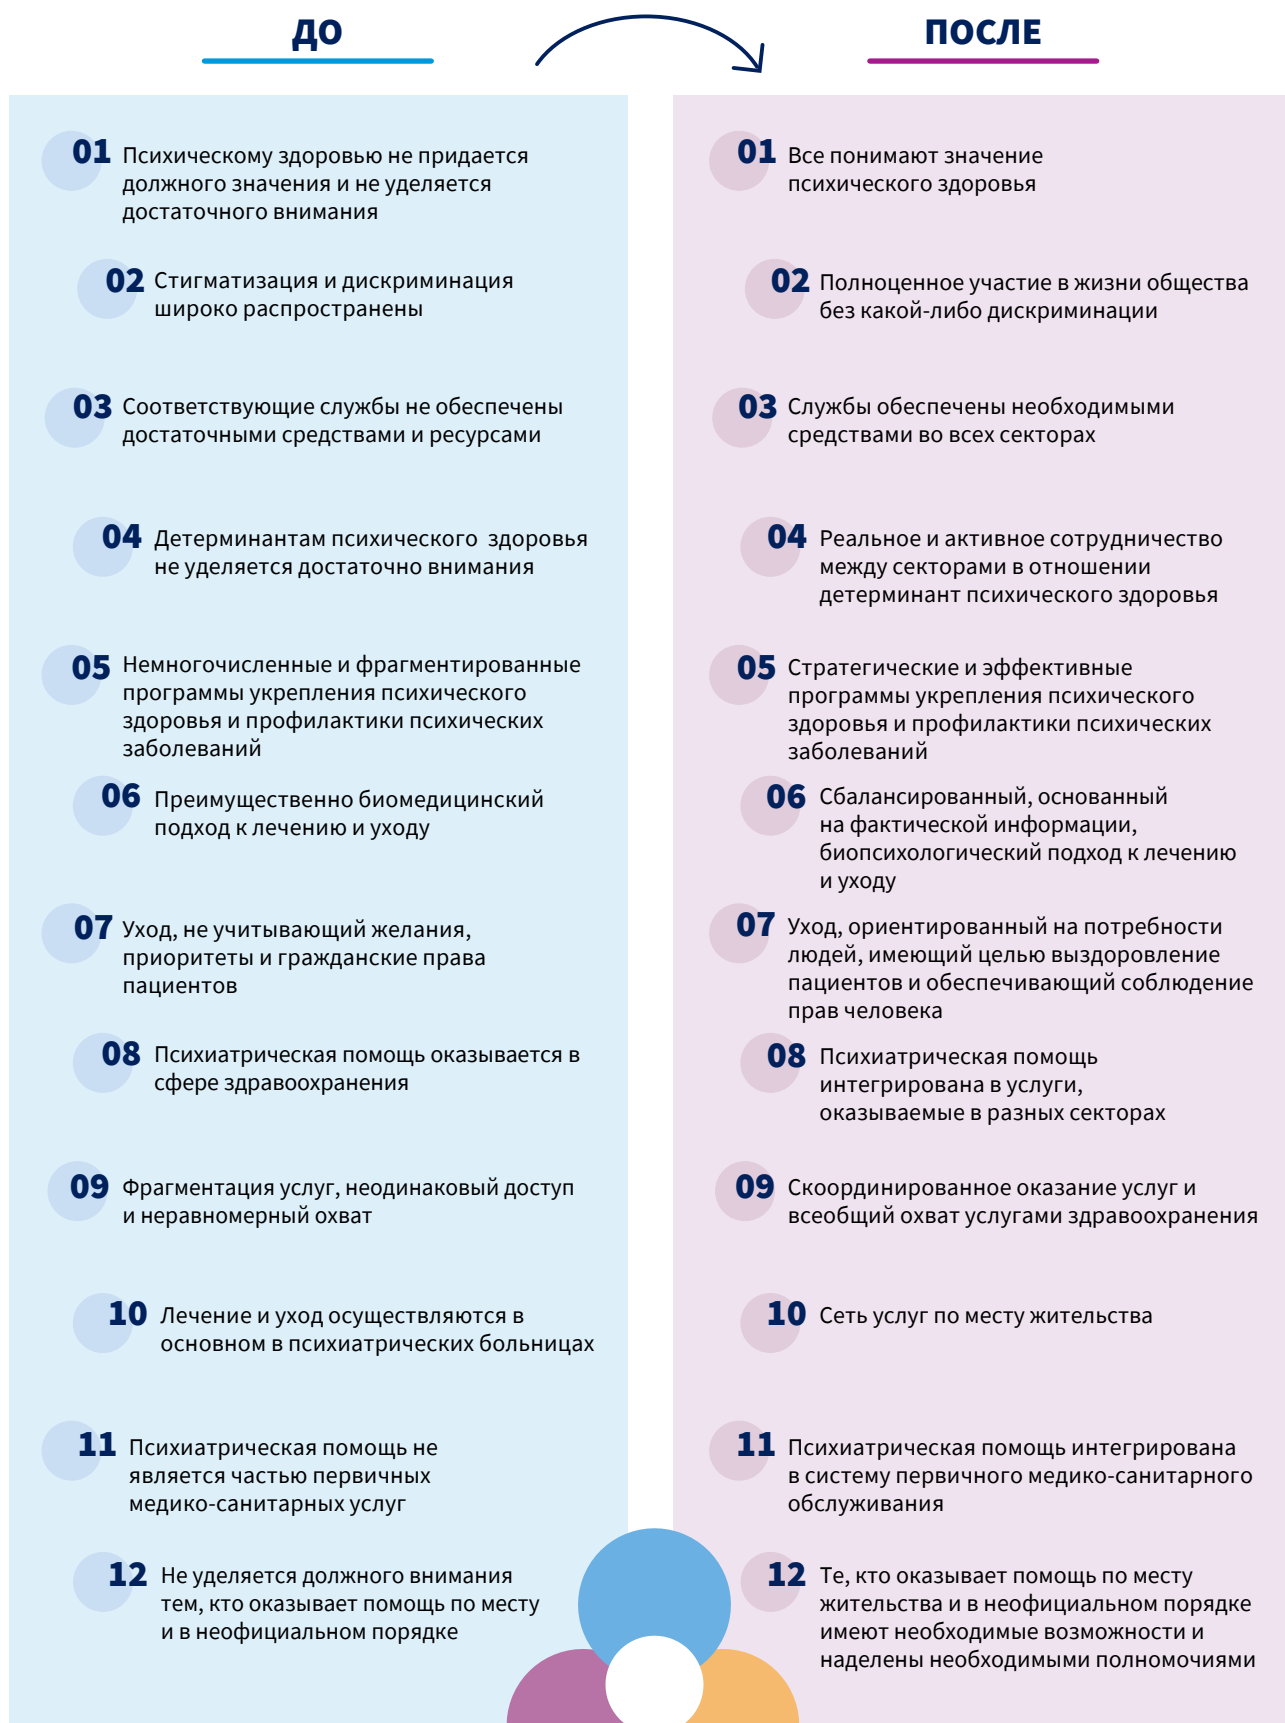 ДО
01
Психическому здоровью не придается
должного значения и не уделяется
достаточного внимания
02
Стигматизация и дискриминация
широко распространены
03
Соответствующие службы не обеспечены
достаточными средствами и ресурсами
04
Детерминантам психического  здоровья
не уделяется достаточно внимания
05
Немногочисленные и фрагментированные
программы укрепления психического
здоровья и профилактики психических
заболеваний
06
Преимущественно биомедицинский
подход к лечению и уходу
07
Уход, не учитывающий желания,
приоритеты и гражданские права
пациентов
08
Психиатрическая помощь оказывается в
сфере здравоохранения
09
Фрагментация услуг, неодинаковый доступ
и неравномерный охват
10
Лечение и уход осуществляются в
основном в психиатрических больницах
11
Психиатрическая помощь не
является частью первичных
медико-санитарных услуг
12
Не уделяется должного внимания
тем, кто оказывает помощь по месту
и в неофициальном порядке
ПОСЛЕ
01
Все понимают значение
психического здоровья
02
Полноценное участие в жизни общества
без какой-либо дискриминации
03
Службы обеспечены необходимыми
средствами во всех секторах
04
Реальное и активное сотрудничество
между секторами в отношении
детерминант психического здоровья
05
Стратегические и эффективные
программы укрепления психического
здоровья и профилактики психических
заболеваний
06
Сбалансированный, основанный
на фактической информации,
биопсихологический подход к лечению
и уходу
07
Уход, ориентированный на потребности
людей, имеющий целью выздоровление
пациентов и обеспечивающий соблюдение
прав человека
08
Психиатрическая помощь
интегрирована в услуги,
оказываемые в разных секторах
09
Скоординированное оказание услуг и
всеобщий охват услугами здравоохранения
10
Сеть услуг по месту жительства
11
Психиатрическая помощь интегрирована
в систему первичного медико-санитарного
обслуживания
12
Те, кто оказывает помощь по месту
жительства и в неофициальном порядке
имеют необходимые возможности и
наделены необходимыми полномочиями